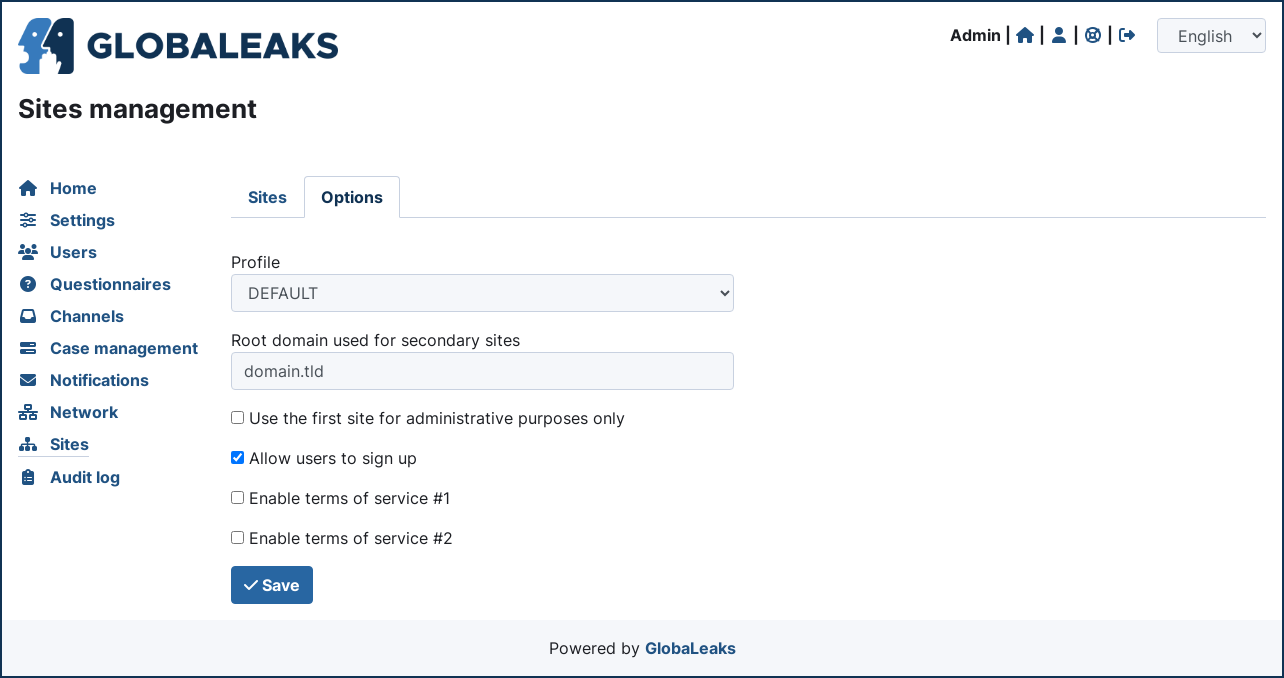 GLOBALEAKS
Admin | | | |
English
Sites management
Home
Settings
Users
Questionnaires
Channels
Case management
Notifications
Network
Sites
Audit log
Sites
Options
Profile
DEFAULT
Root domain used for secondary sites
domain.tld
Use the first site for administrative purposes only
Allow users to sign up
Enable terms of service #1
Enable terms of service #2
Save
Powered by GlobaLeaks